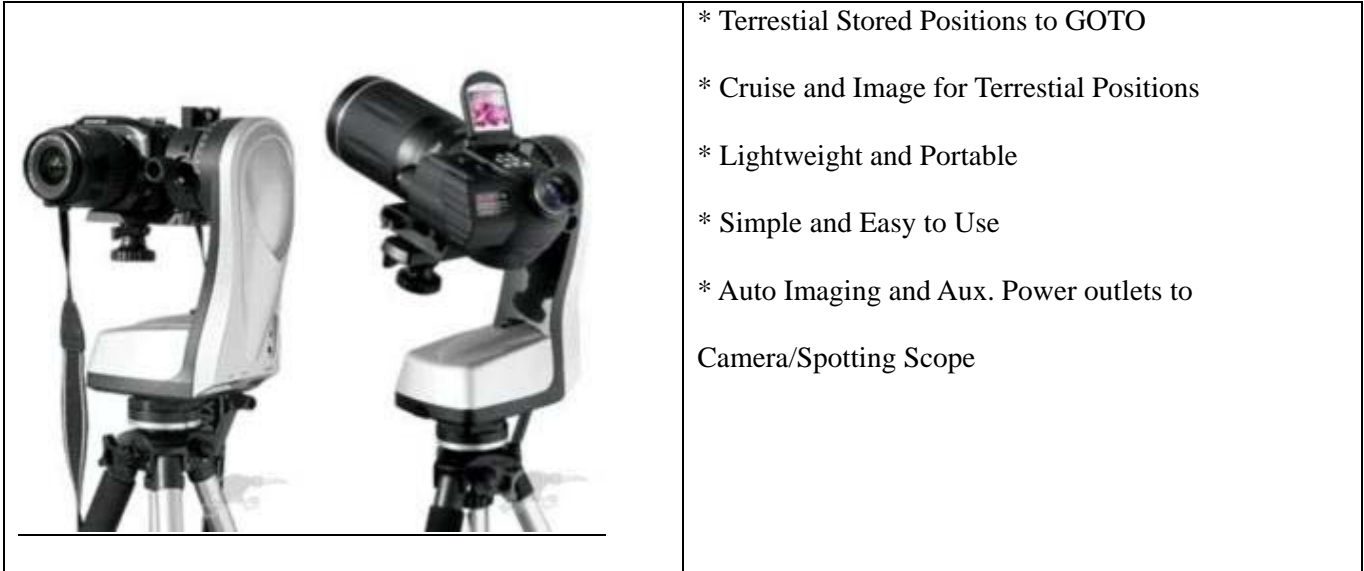 * Terrestial Stored Positions to GOTO
* Cruise and Image for Terrestial Positions
* Lightweight and Portable
* Simple and Easy to Use
* Auto Imaging and Aux. Power outlets to
Camera/Spotting Scope